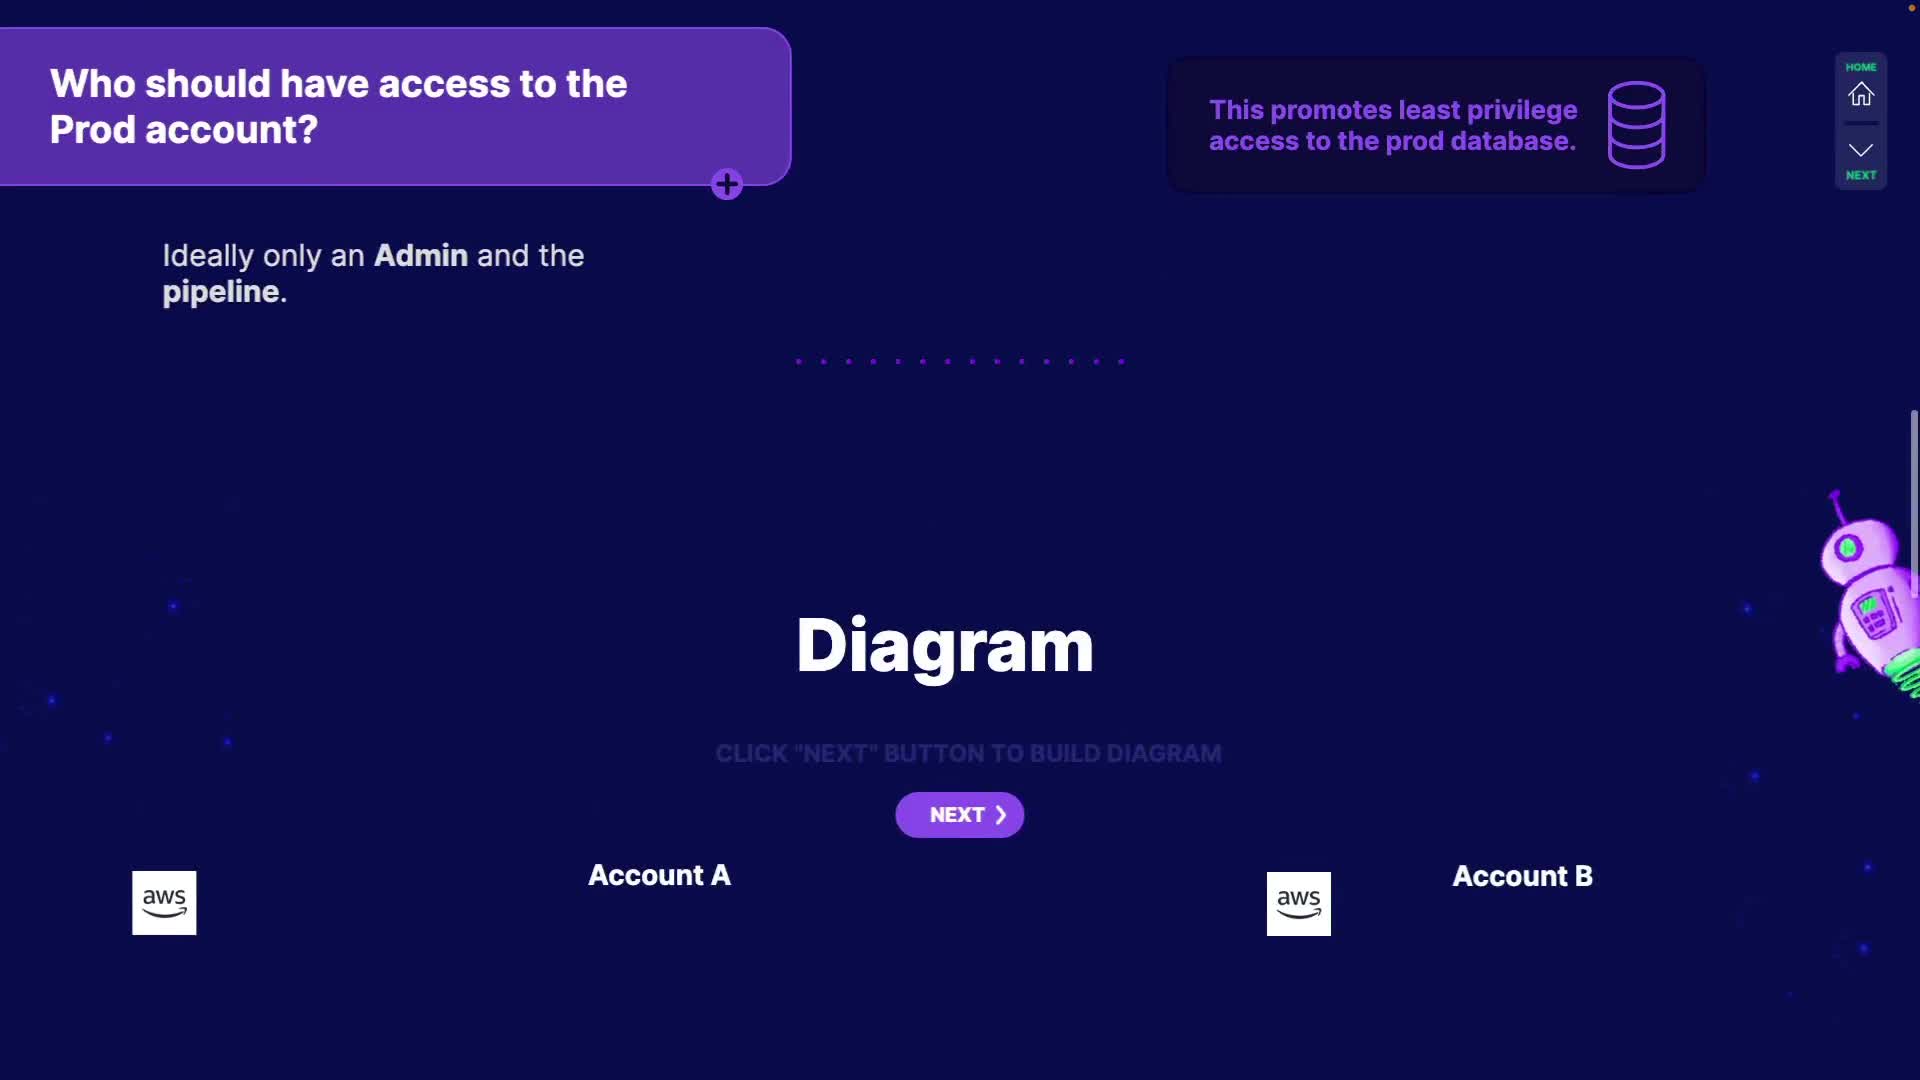 Who should have access to the
Prod account?
This promotes least privilege
access to the prod database.
HOME
NEXT
Ideally only an Admin and the
pipeline.
Diagram
CLICK "NEXT" BUTTON TO BUILD DIAGRAM
NEXT
aws
Account A
aws
Account B